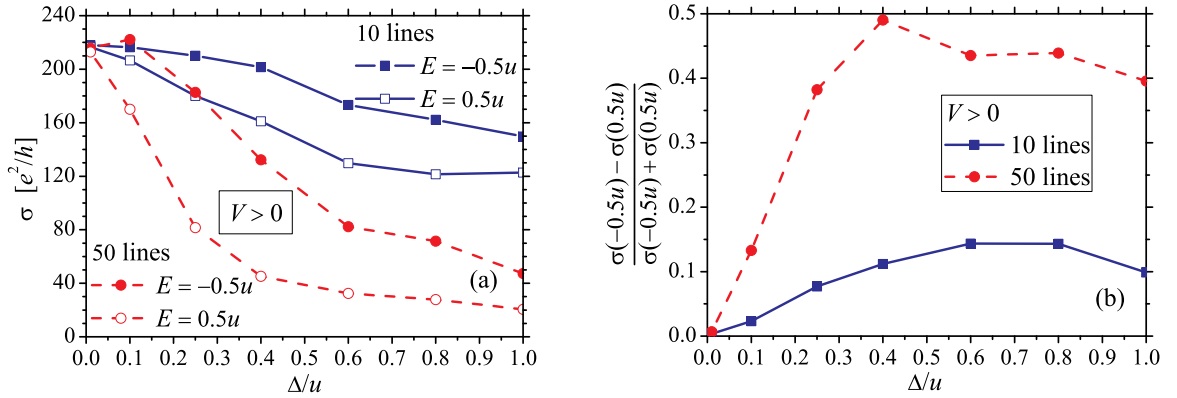 240
200
160
120
80
40
0
σ [e²/h]
10 lines
E = −0.5u
E = 0.5u
V > 0
50 lines
E = −0.5u
E = 0.5u
(a)
0.0 0.1 0.2 0.3 0.4 0.5 0.6 0.7 0.8 0.9 1.0
Δ/u
0.5
0.4
0.3
0.2
0.1
0.0
σ(−0.5u) − σ(0.5u)
σ(−0.5u) + σ(0.5u)
V > 0
10 lines
50 lines
(b)
0.0 0.1 0.2 0.3 0.4 0.5 0.6 0.7 0.8 0.9 1.0
Δ/u